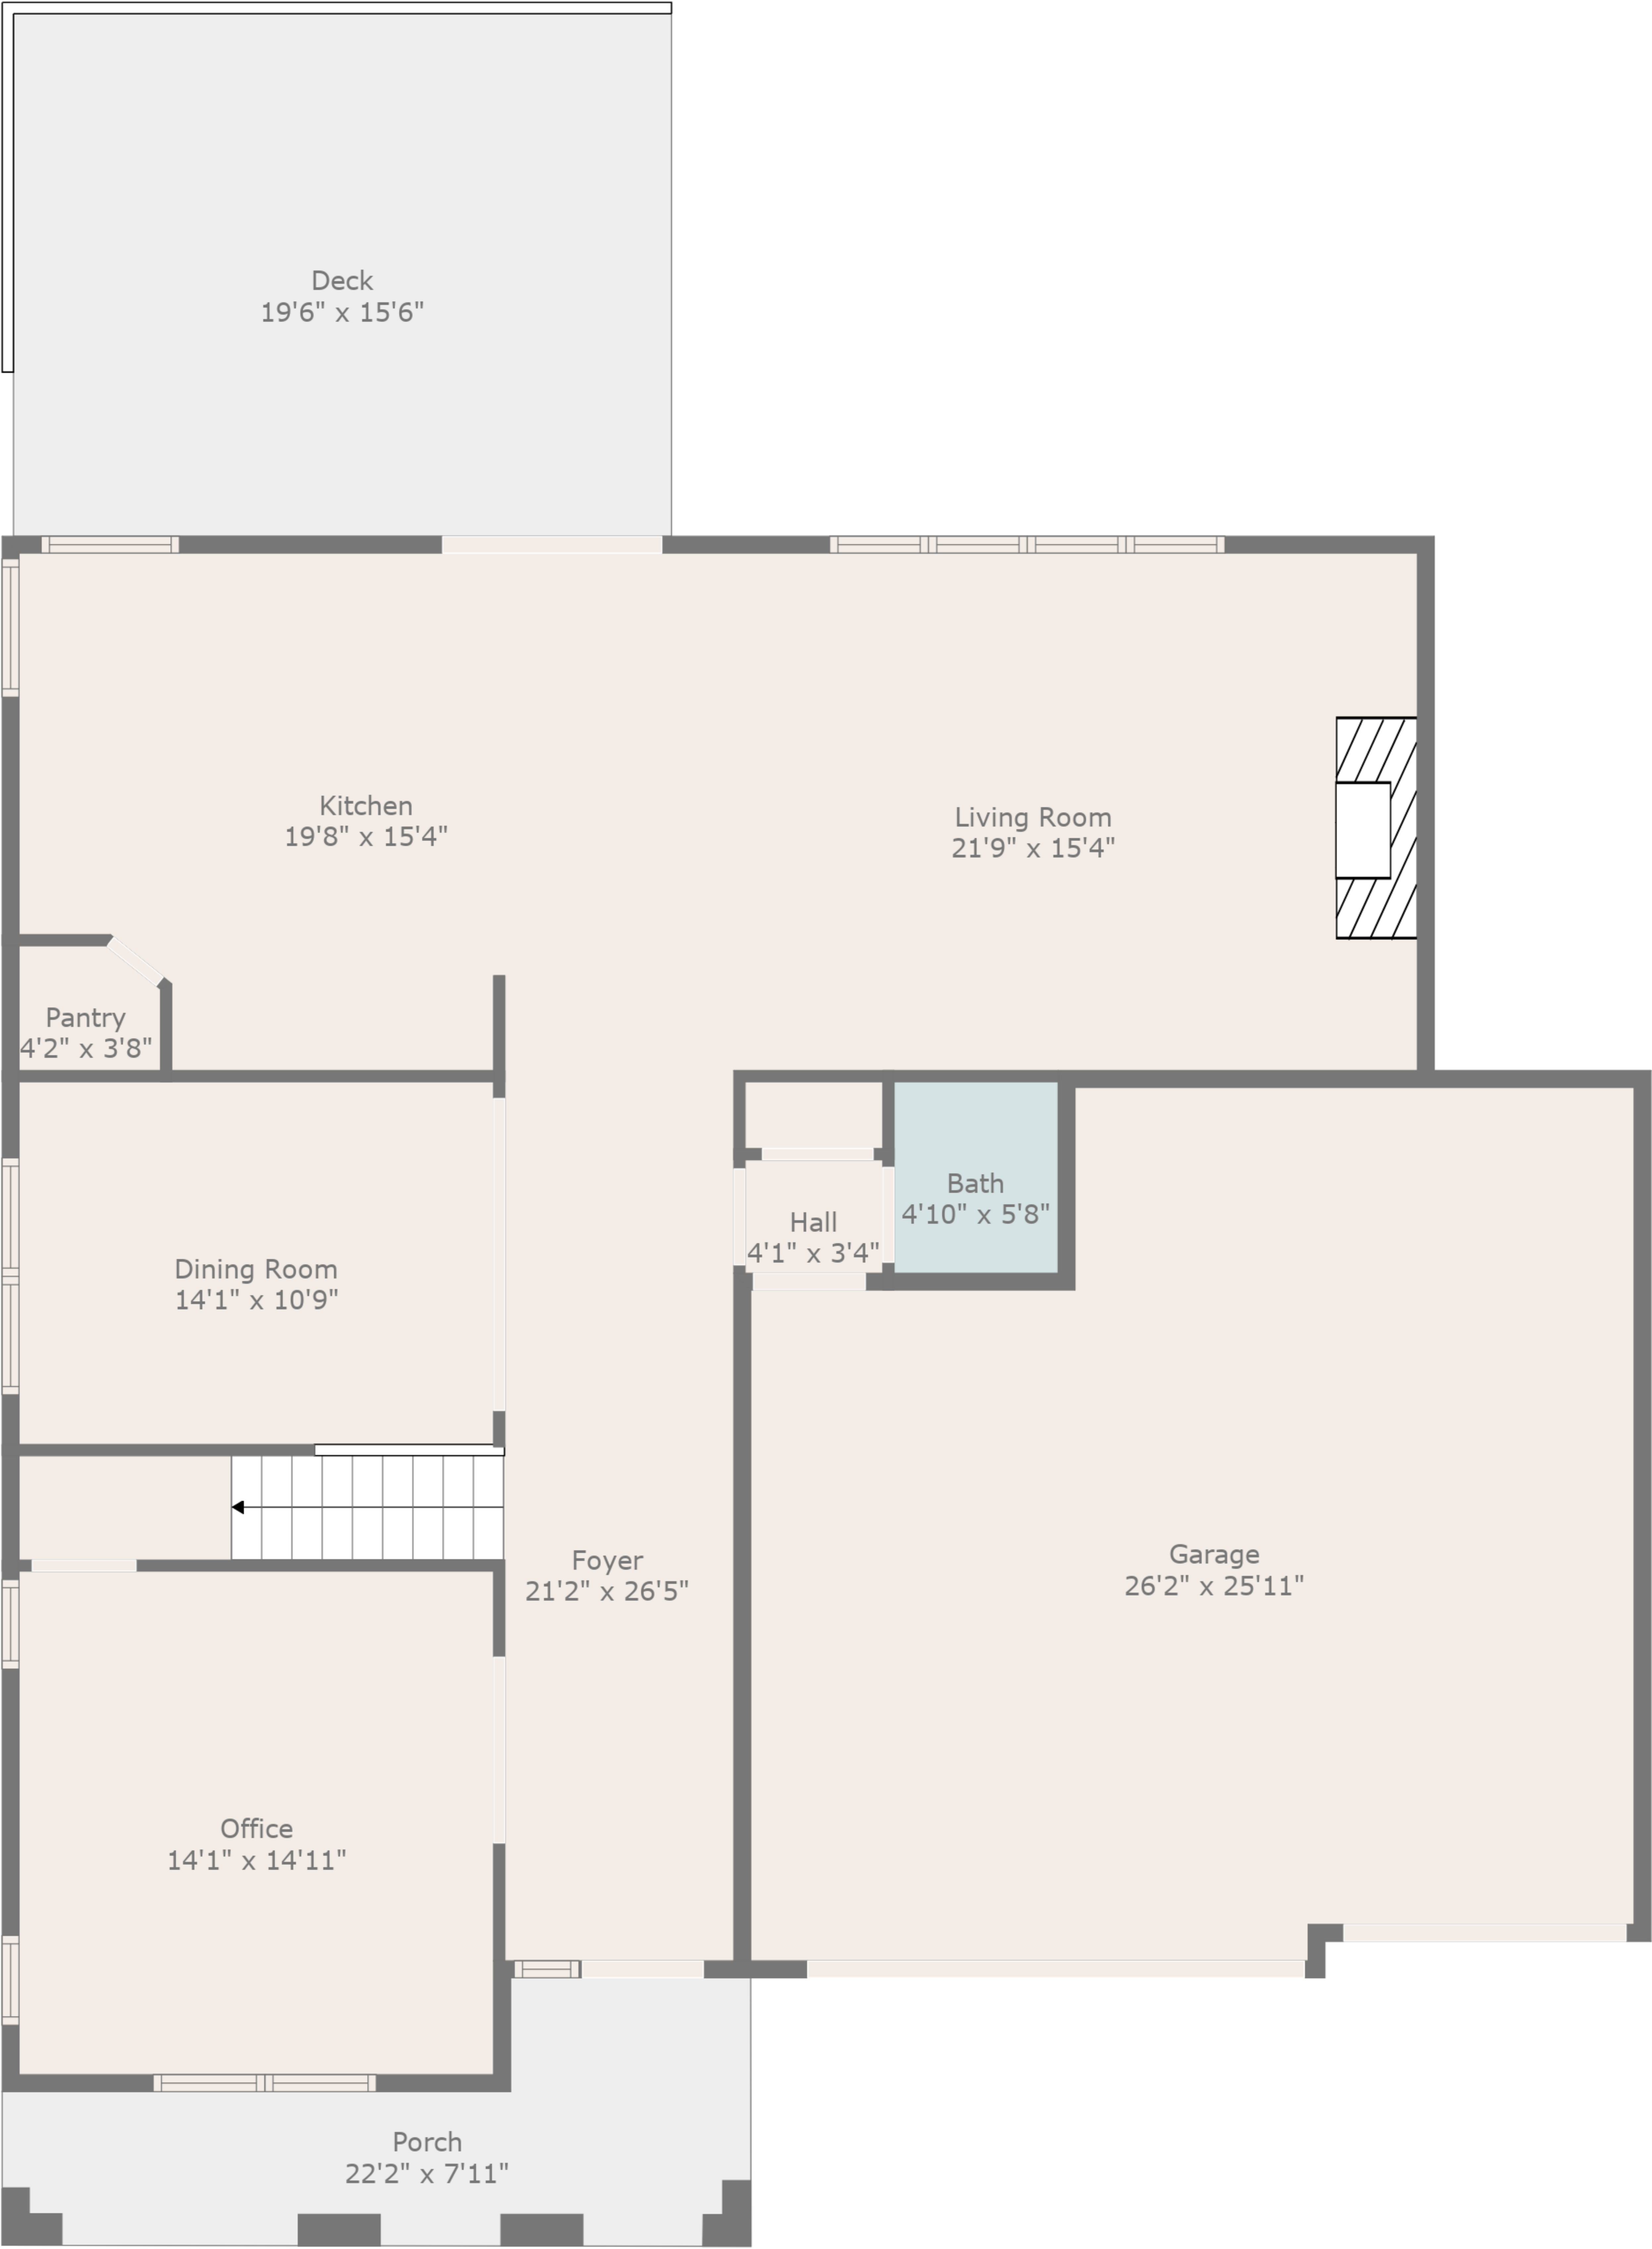 Deck
19'6" x 15'6"
Kitchen
19'8" x 15'4"
Living Room
21'9" x 15'4"
Pantry
4'2" x 3'8"
Bath
4'10" x 5'8"
Hall
4'1" x 3'4"
Dining Room
14'1" x 10'9"
Foyer
21'2" x 26'5"
Garage
26'2" x 25'11"
Office
14'1" x 14'11"
Porch
22'2" x 7'11"